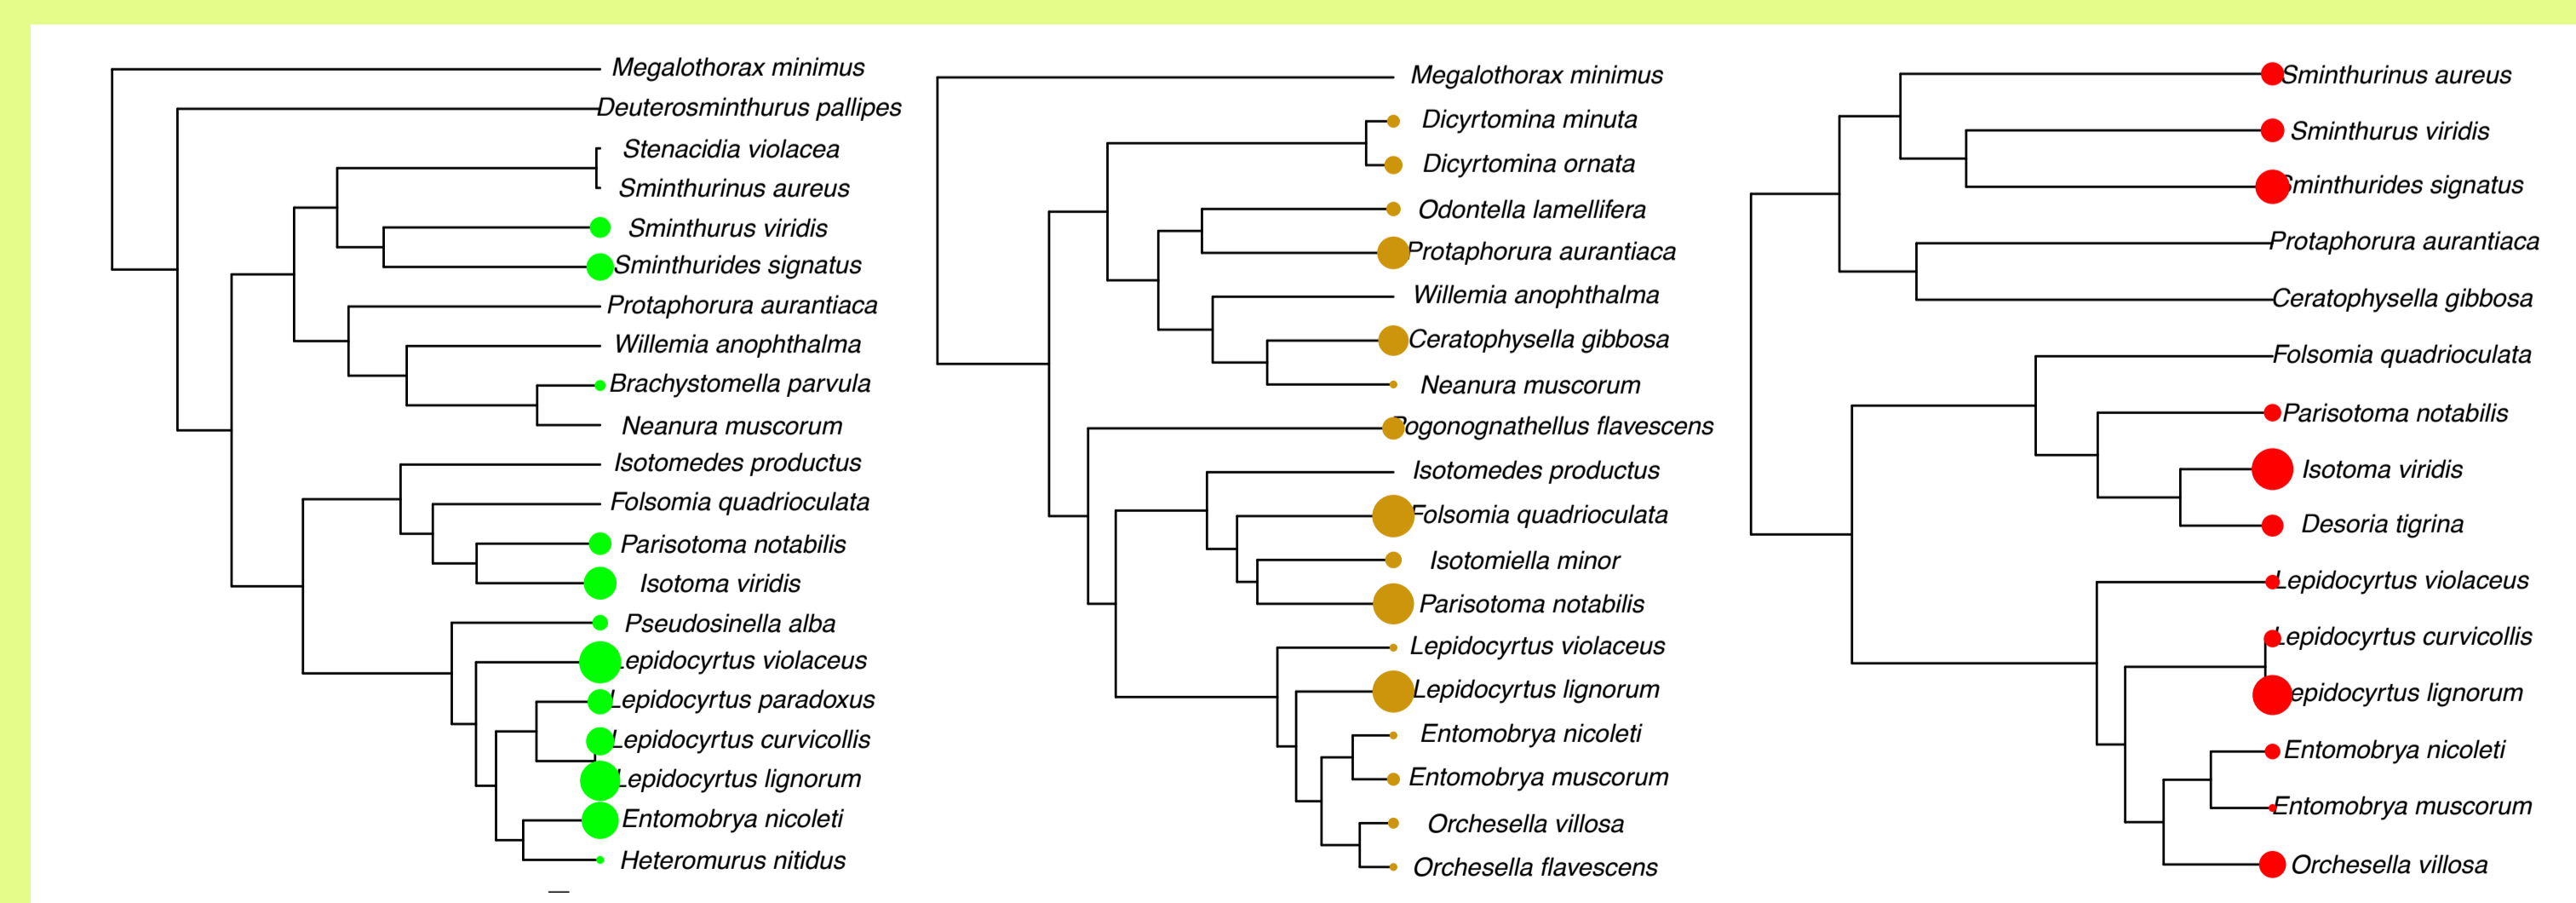 Megalothorax minimus
Deuterosminthurus pallipes
Stenacidia violacea
Sminthurinus aureus
Sminthurus viridis
Sminthurides signatus
Protaphorura aurantiaca
Willemia anophthalma
Brachystomella parvula
Neanura muscorum
Isotomedes productus
Folsomia quadrioculata
Parisotoma notabilis
Isotoma viridis
Pseudosinella alba
Lepidocyrtus violaceus
Lepidocyrtus paradoxus
Lepidocyrtus curvicollis
Lepidocyrtus lignorum
Entomobrya nicoleti
Heteromurus nitidus
Megalothorax minimus
Dicyrtomina minuta
Dicyrtomina ornata
Odontella lamellifera
Protaphorura aurantiaca
Willemia anophthalma
Ceratophysella gibbosa
Neanura muscorum
Pogonognathellus flavescens
Isotomedes productus
Folsomia quadrioculata
Isotomiella minor
Parisotoma notabilis
Lepidocyrtus violaceus
Lepidocyrtus lignorum
Entomobrya nicoleti
Entomobrya muscorum
Orchesella villosa
Orchesella flavescens
Sminthurinus aureus
Sminthurus viridis
Sminthurides signatus
Protaphorura aurantiaca
Ceratophysella gibbosa
Folsomia quadrioculata
Parisotoma notabilis
Isotoma viridis
Desoria tigrina
Lepidocyrtus violaceus
Lepidocyrtus curvicollis
Lepidocyrtus lignorum
Entomobrya nicoleti
Entomobrya muscorum
Orchesella villosa